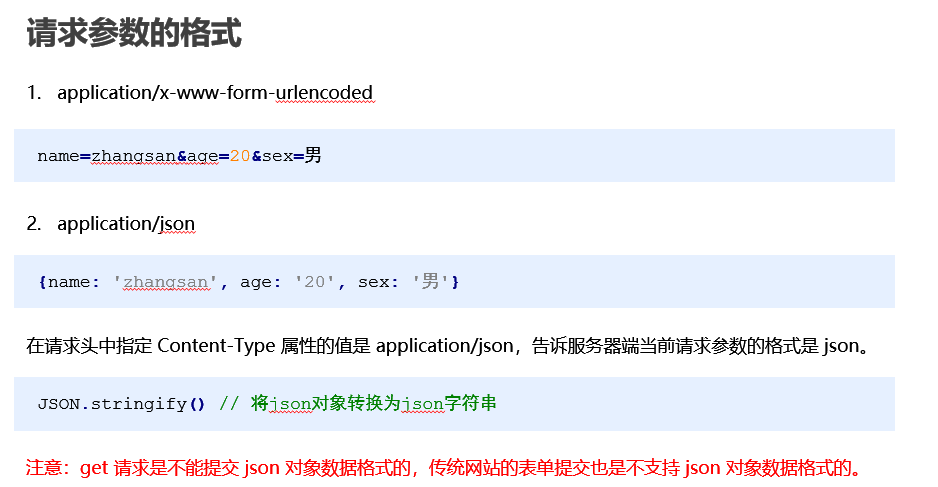 请求参数的格式
1. application/x-www-form-urlencoded
name=zhangsan&age=20&sex=男
2. application/json
{name: 'zhangsan', age: '20', sex: '男'}
在请求头中指定 Content-Type 属性的值是 application/json，告诉服务器端当前请求参数的格式是 json。
JSON.stringify() // 将json对象转换为json字符串
注意：get 请求是不能提交 json 对象数据格式的，传统网站的表单提交也是不支持 json 对象数据格式的。